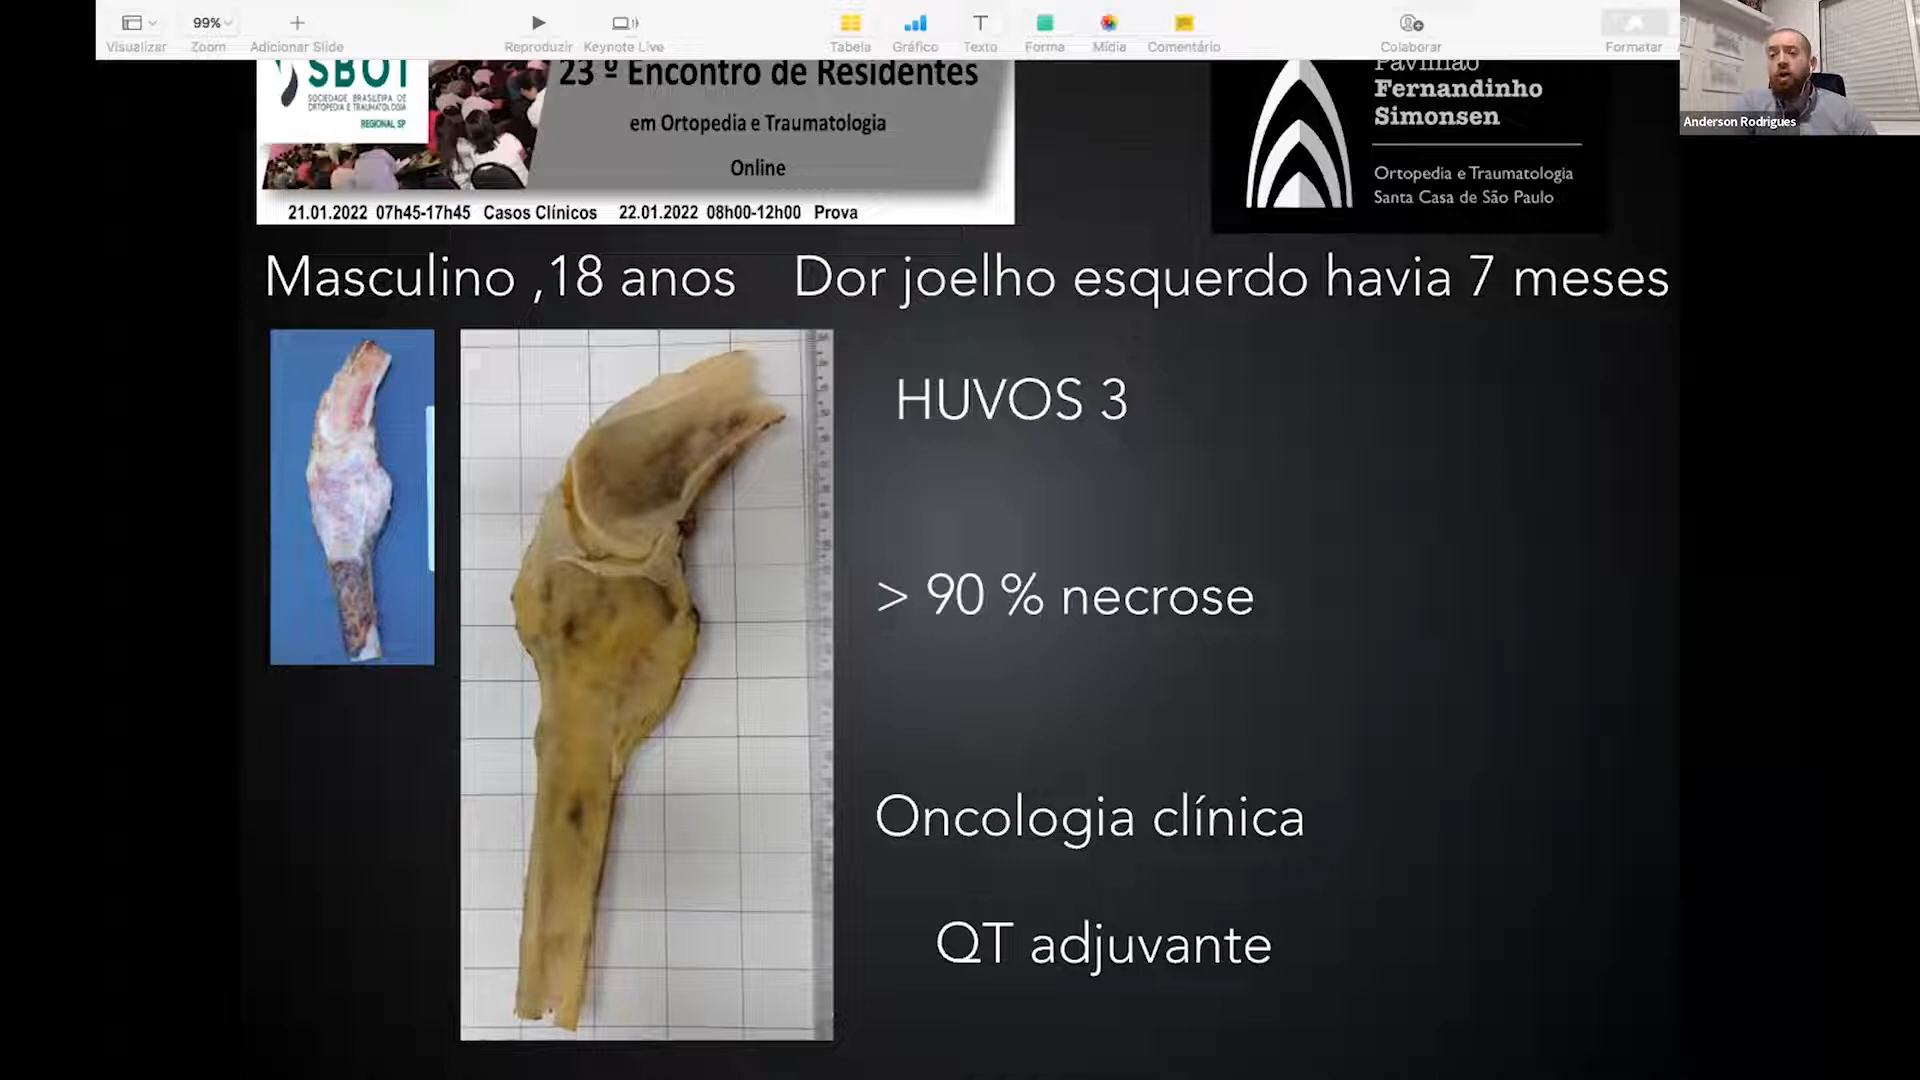 99%
Visualizar
Zoom
Adicionar Slide
Reproduzir
Keynote Live
Tabela
Gráfico
Texto
Forma
Mídia
Comentário
Colaborar
Formatar
Anderson Rodrigues
SBOT
SOCIEDADE BRASILEIRA DE
ORTOPEDIA E TRAUMATOLOGIA
REGIONAL SP
23 º Encontro de Residentes
em Ortopedia e Traumatologia
Online
21.01.2022 07h45-17h45 Casos Clínicos 22.01.2022 08h00-12h00 Prova
Pavilhão
Fernandinho
Simonsen
Ortopedia e Traumatologia
Santa Casa de São Paulo
Masculino ,18 anos Dor joelho esquerdo havia 7 meses
HUVOS 3
> 90 % necrose
Oncologia clínica
QT adjuvante